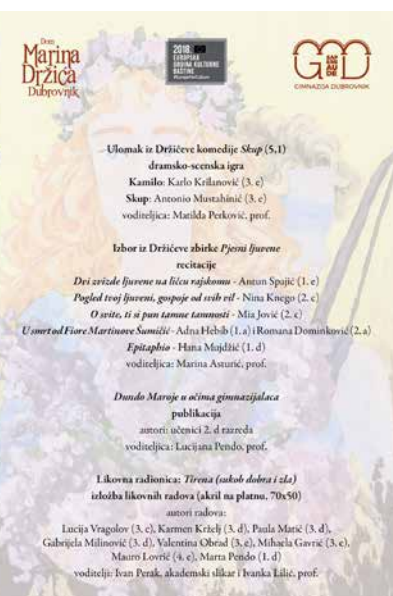 Dom
Marina
Držića
Dubrovnik
2018.
EUROPSKA
GODINA KULTURNE
BAŠTINE
#EuropeForCulture
GIMNAZIJA DUBROVNIK
Ulomak iz Držićeve komedije Skup (5,1)
dramsko-scenska igra
Kamilo: Karlo Krilanović (3. e)
Skup: Antonio Mustahinić (3. e)
voditeljica: Matilda Perković, prof.
Izbor iz Držićeve zbirke Pjesni ljuvene
recitacije
Dvi zvizde ljuvene na liču rajskomu - Antun Spajić (1. e)
Pogled tvoj ljuveni, gospoje od svih vil - Nina Knego (2. c)
O svite, ti si pun tamne tamnosti - Mia Jović (2. c)
U smrt od Fiore Martinove Šumičić - Adna Hebib (1. a) i Romana Dominković (2. a)
Epitaphio - Hana Mujdžić (1. d)
voditeljica: Marina Asturić, prof.
Dundo Maroje u očima gimnazijalaca
publikacija
autori: učenici 2. d razreda
voditeljica: Lucijana Pendo, prof.
Likovna radionica: Tirena (sukob dobra i zla)
izložba likovnih radova (akril na platnu, 70x50)
autori radova:
Lucija Vragolov (3. c), Karmen Krželj (3. d), Paula Matić (3. d),
Gabrijela Milinović (3. d), Valentina Obrad (3. e), Mihaela Gavrić (3. e),
Mauro Lovrić (4. e), Marta Pendo (1. d)
voditelji: Ivan Perak, akademski slikar i Ivanka Lilić, prof.